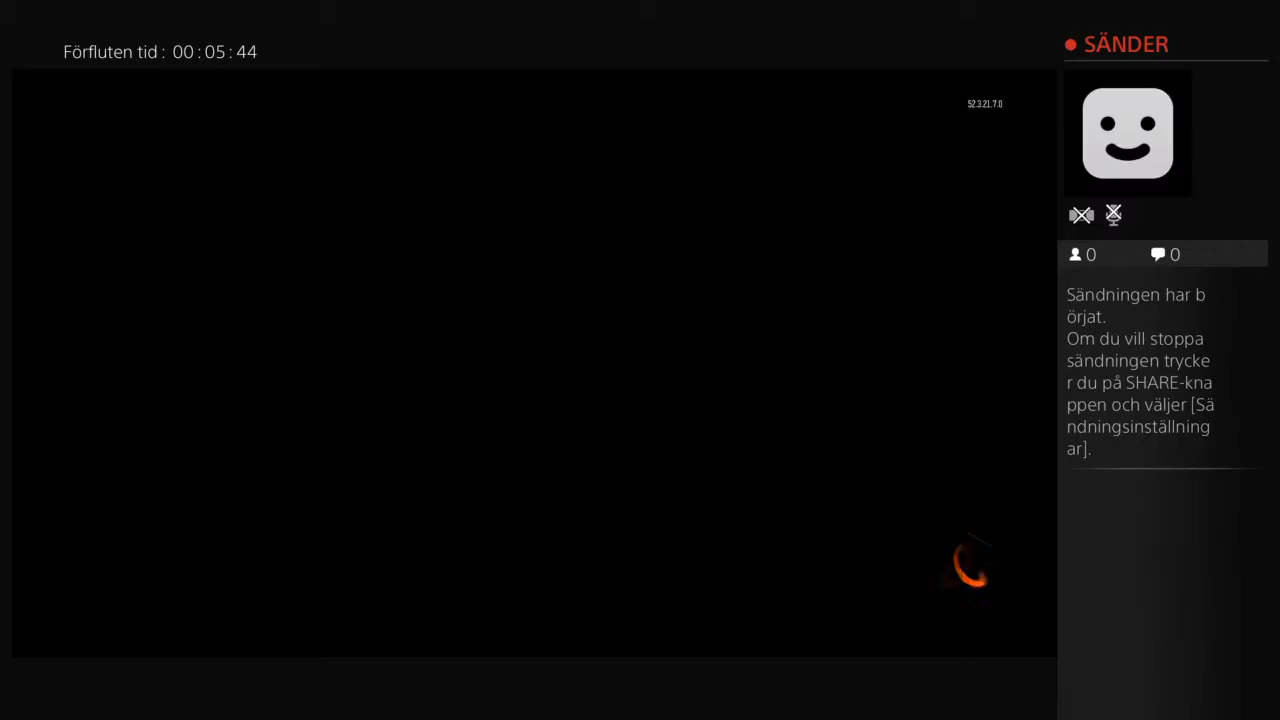 Förfluten tid : 00 : 05 : 44
SÄNDER
52.3.21.7.0
0 0
Sändningen har b
örjat.
Om du vill stoppa
sändningen trycke
r du på SHARE-kna
ppen och väljer [Sä
ndningsinställning
ar].